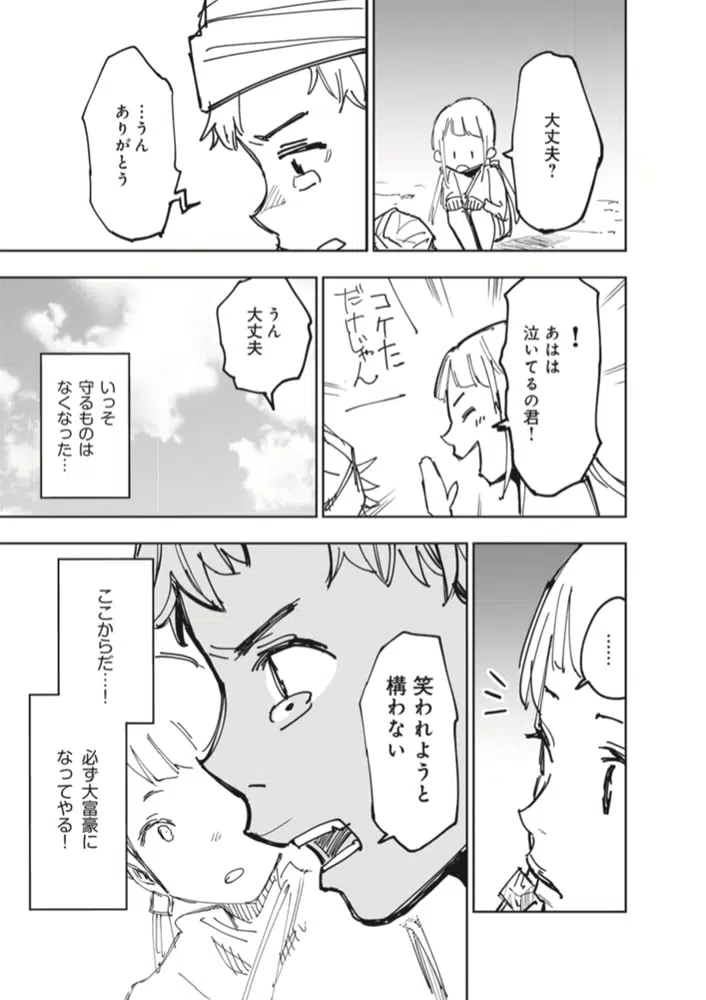 大丈夫?
…うん
ありがとう
!
あはは
泣いてるの君!
コケた
だけじゃん
うん
大丈夫
いっそ
守るものは
なくなった…
……
笑われようと
構わない
ここからだ…!
必ず大富豪に
なってやる!